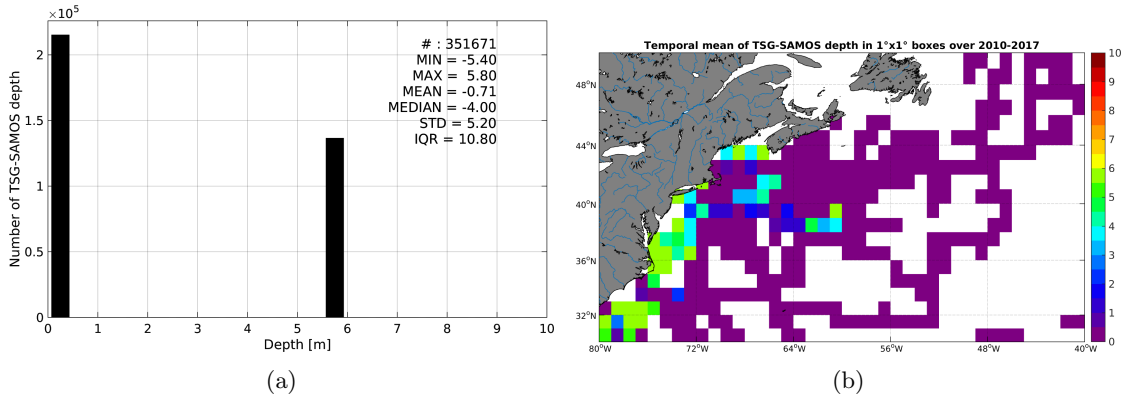 ×10⁵
# : 351671
MIN = -5.40
MAX = 5.80
MEAN = -0.71
MEDIAN = -4.00
STD = 5.20
IQR = 10.80
2
1.5
1
0.5
0
Number of TSG-SAMOS depth
0 1 2 3 4 5 6 7 8 9 10
Depth [m]
(a)
Temporal mean of TSG-SAMOS depth in 1°x1° boxes over 2010-2017
48°N
44°N
40°N
36°N
32°N
80°W 72°W 64°W 56°W 48°W 40°W
10
9
8
7
6
5
4
3
2
1
0
(b)